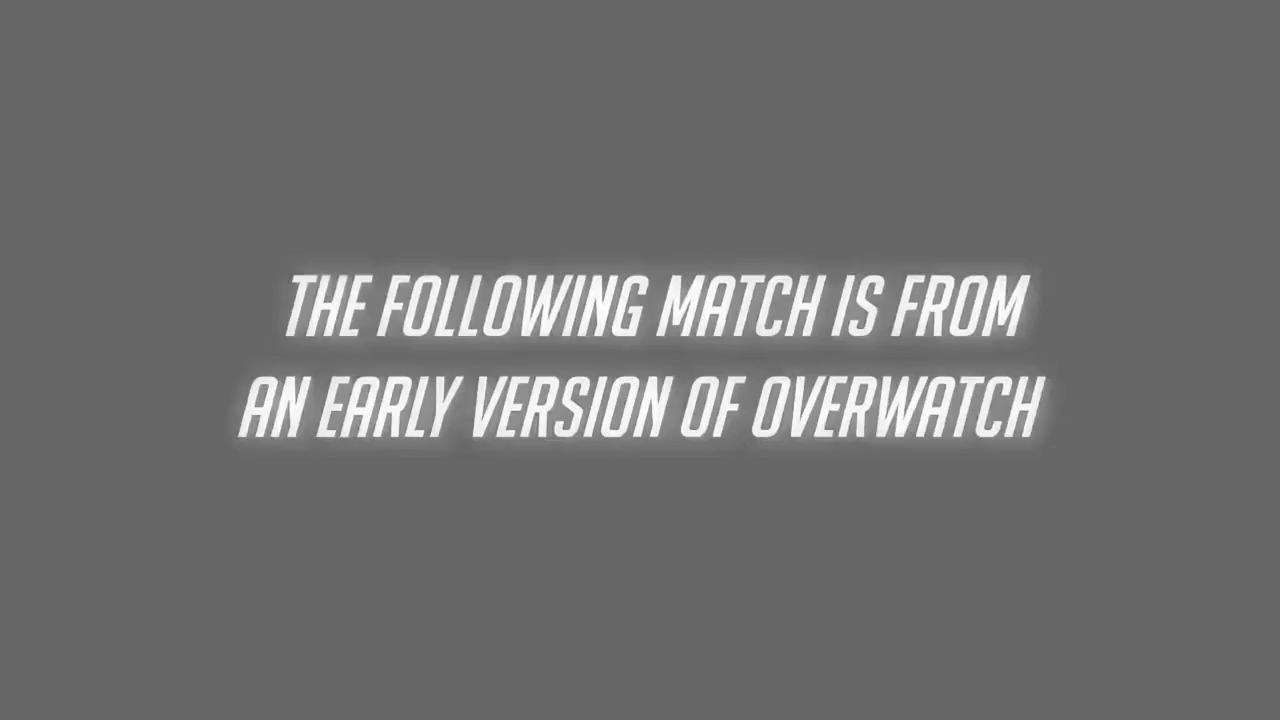 THE FOLLOWING MATCH IS FROM
AN EARLY VERSION OF OVERWATCH